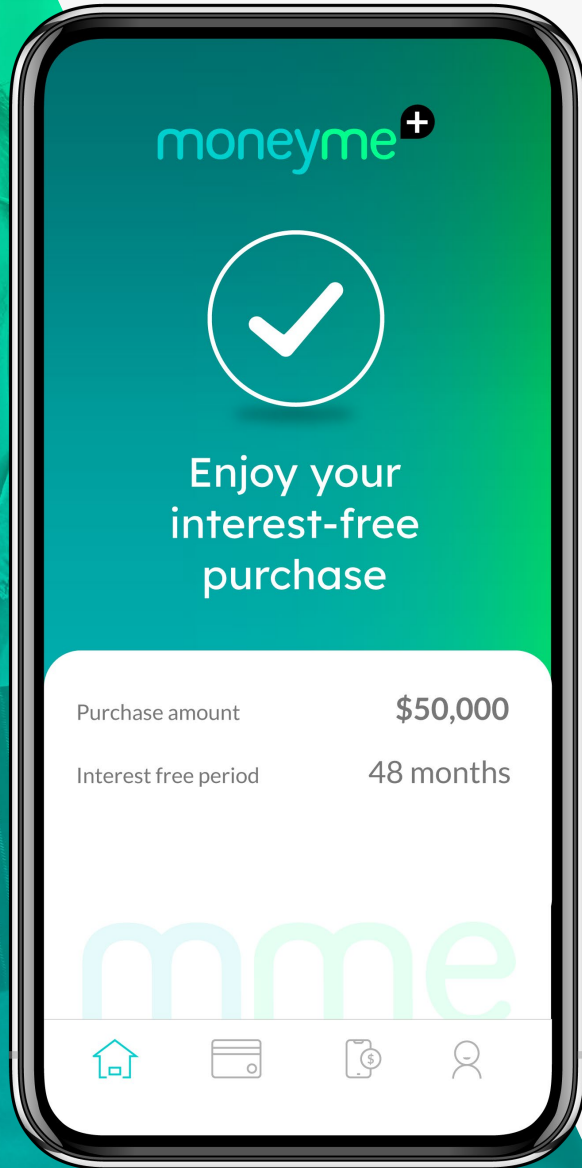 moneyme+
Enjoy your
interest-free
purchase
Purchase amount $50,000
Interest free period 48 months
mme
$